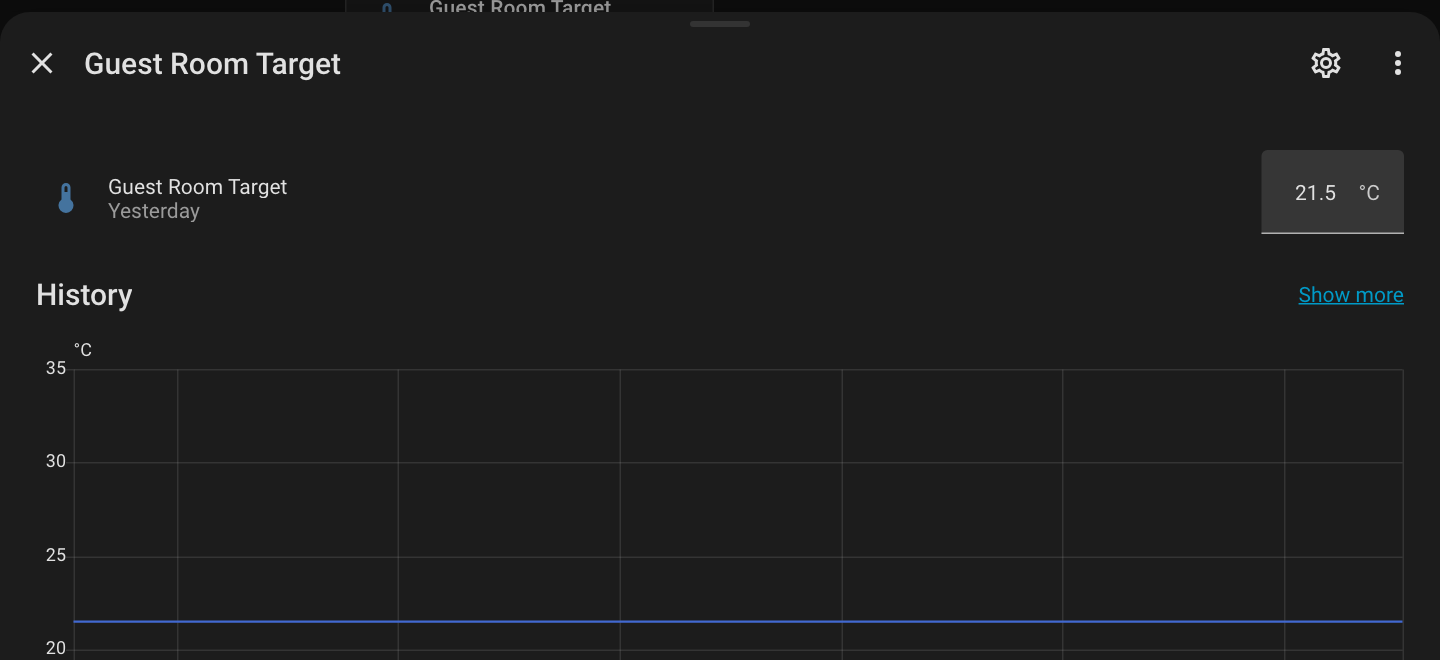 Guest Room Target
Guest Room Target
Guest Room Target
Yesterday
21.5 °C
History
Show more
°C
35
30
25
20